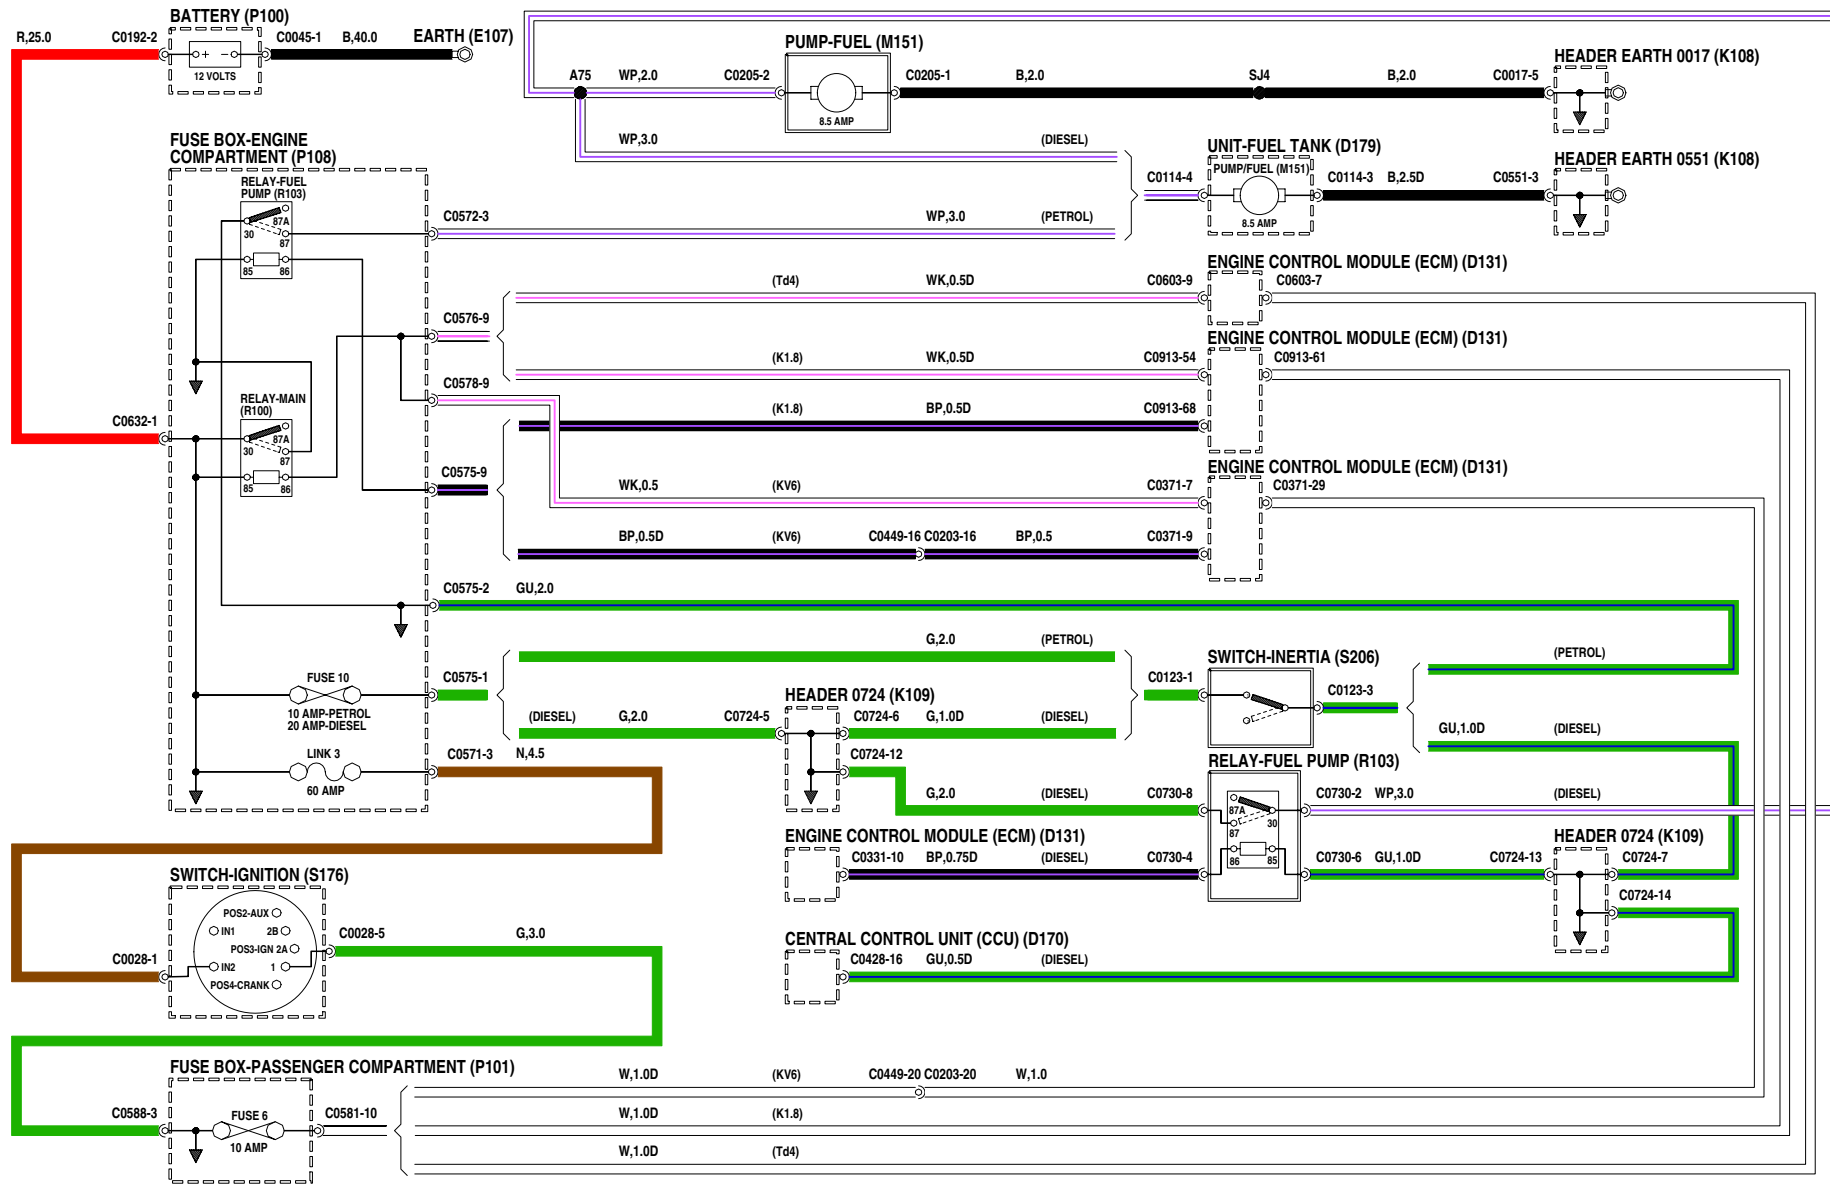 BATTERY (P100)
R,25.0
C0192-2
C0045-1
B,40.0
EARTH (E107)
+ -
12 VOLTS
PUMP-FUEL (M151)
A75
WP,2.0
C0205-2
C0205-1
B,2.0
SJ4
B,2.0
C0017-5
HEADER EARTH 0017 (K108)
8.5 AMP
WP,3.0
(DIESEL)
FUSE BOX-ENGINE
COMPARTMENT (P108)
UNIT-FUEL TANK (D179)
HEADER EARTH 0551 (K108)
PUMP/FUEL (M151)
C0114-4
C0114-3
B,2.5D
C0551-3
8.5 AMP
RELAY-FUEL
PUMP (R103)
87A
30
87
85
86
C0572-3
WP,3.0
(PETROL)
ENGINE CONTROL MODULE (ECM) (D131)
(Td4)
WK,0.5D
C0603-9
C0603-7
C0576-9
ENGINE CONTROL MODULE (ECM) (D131)
(K1.8)
WK,0.5D
C0913-54
C0913-61
C0578-9
RELAY-MAIN
(R100)
87A
30
87
85
86
C0632-1
(K1.8)
BP,0.5D
C0913-68
C0575-9
ENGINE CONTROL MODULE (ECM) (D131)
WK,0.5
(KV6)
C0371-7
C0371-29
BP,0.5D
(KV6)
C0449-16 C0203-16
BP,0.5
C0371-9
C0575-2
GU,2.0
G,2.0
(PETROL)
SWITCH-INERTIA (S206)
(PETROL)
FUSE 10
10 AMP-PETROL
20 AMP-DIESEL
C0575-1
HEADER 0724 (K109)
C0123-1
C0123-3
(DIESEL)
G,2.0
C0724-5
C0724-6
G,1.0D
(DIESEL)
GU,1.0D
(DIESEL)
LINK 3
60 AMP
C0571-3
N,4.5
C0724-12
RELAY-FUEL PUMP (R103)
G,2.0
(DIESEL)
C0730-8
C0730-2
WP,3.0
(DIESEL)
87A
87
30
86
85
ENGINE CONTROL MODULE (ECM) (D131)
C0331-10
BP,0.75D
(DIESEL)
C0730-4
C0730-6
GU,1.0D
C0724-13
HEADER 0724 (K109)
C0724-7
C0724-14
SWITCH-IGNITION (S176)
POS2-AUX
IN1
2B
POS3-IGN 2A
IN2
1
POS4-CRANK
C0028-1
C0028-5
G,3.0
CENTRAL CONTROL UNIT (CCU) (D170)
C0428-16
GU,0.5D
(DIESEL)
FUSE BOX-PASSENGER COMPARTMENT (P101)
W,1.0D
(KV6)
C0449-20 C0203-20
W,1.0
C0588-3
FUSE 6
10 AMP
C0581-10
W,1.0D
(K1.8)
W,1.0D
(Td4)